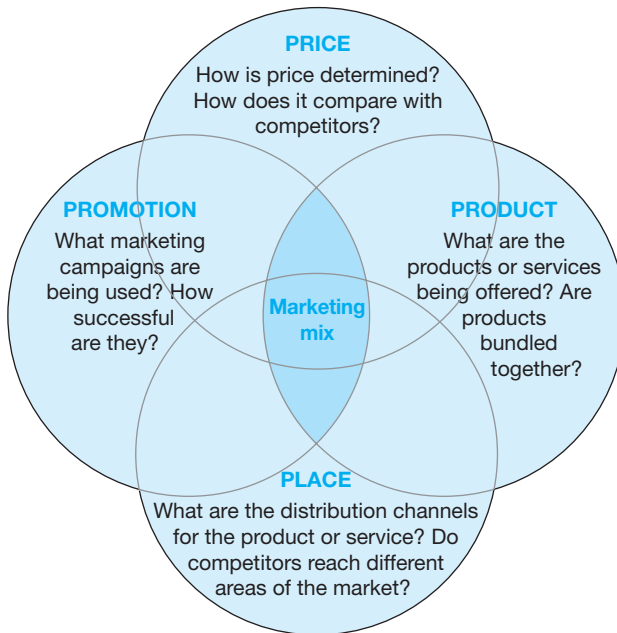 PRICE
How is price determined?
How does it compare with
competitors?
PROMOTION
What marketing
campaigns are
being used? How
successful
are they?
PRODUCT
What are the
products or services
being offered? Are
products
bundled
together?
Marketing
mix
PLACE
What are the distribution channels
for the product or service? Do
competitors reach different
areas of the market?